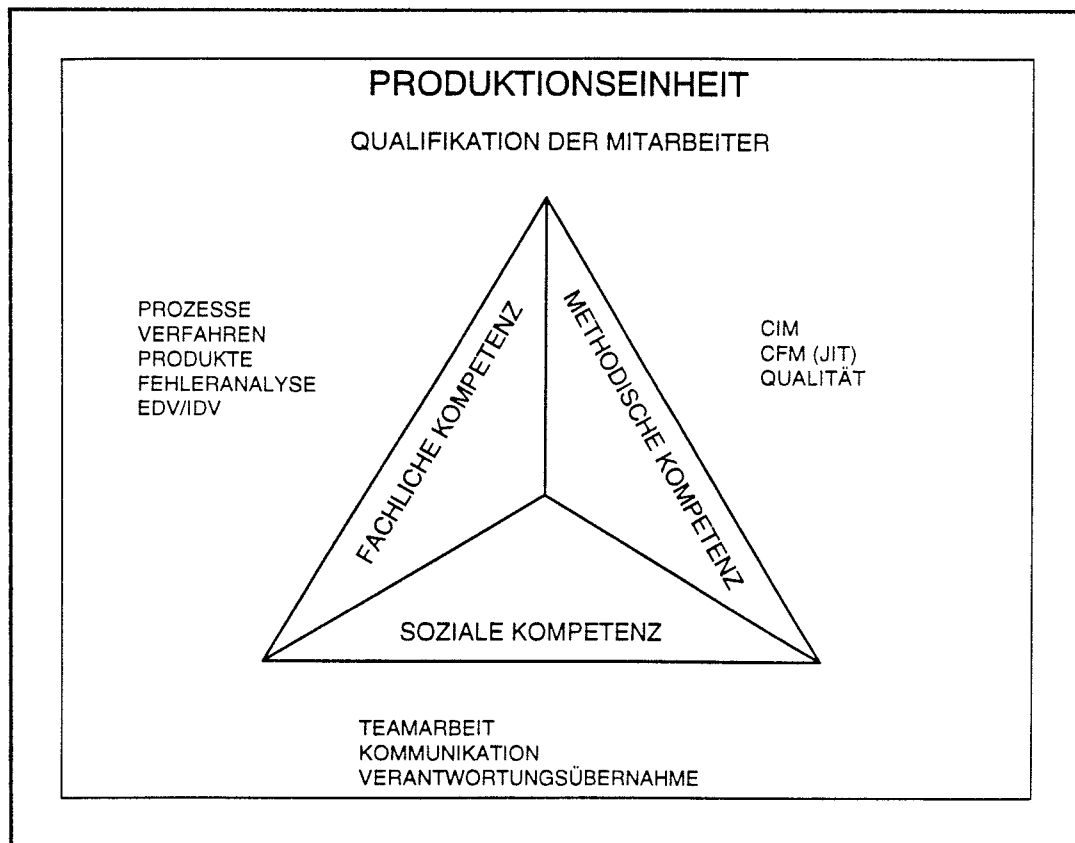 PRODUKTIONSEINHEIT
QUALIFIKATION DER MITARBEITER
PROZESSE
VERFAHREN
PRODUKTE
FEHLERANALYSE
EDV/IDV
FACHLICHE KOMPETENZ
METHODISCHE KOMPETENZ
CIM
CFM (JIT)
QUALITÄT
SOZIALE KOMPETENZ
TEAMARBEIT
KOMMUNIKATION
VERANTWORTUNGSÜBERNAHME